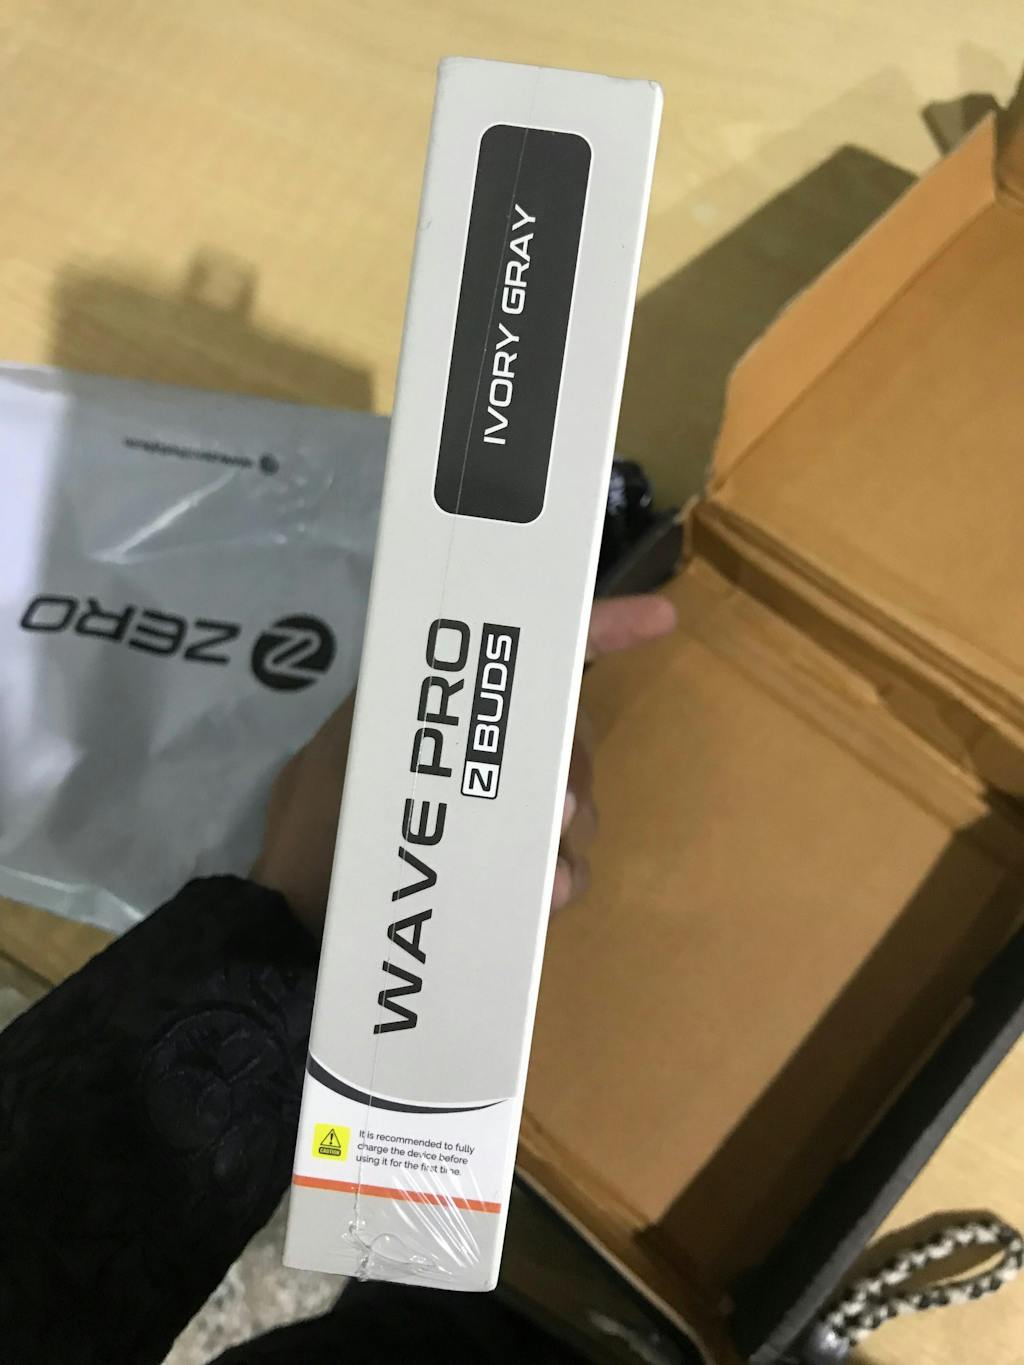 IVORY GRAY
WAVE PRO
Z BUDS
CAUTION
It is recommended to fully
charge the device before
using it for the first time.
ZERO